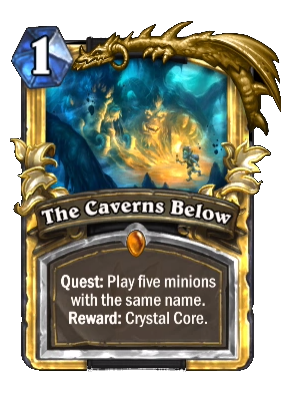 1
The Caverns Below
Quest: Play five minions
with the same name.
Reward: Crystal Core.